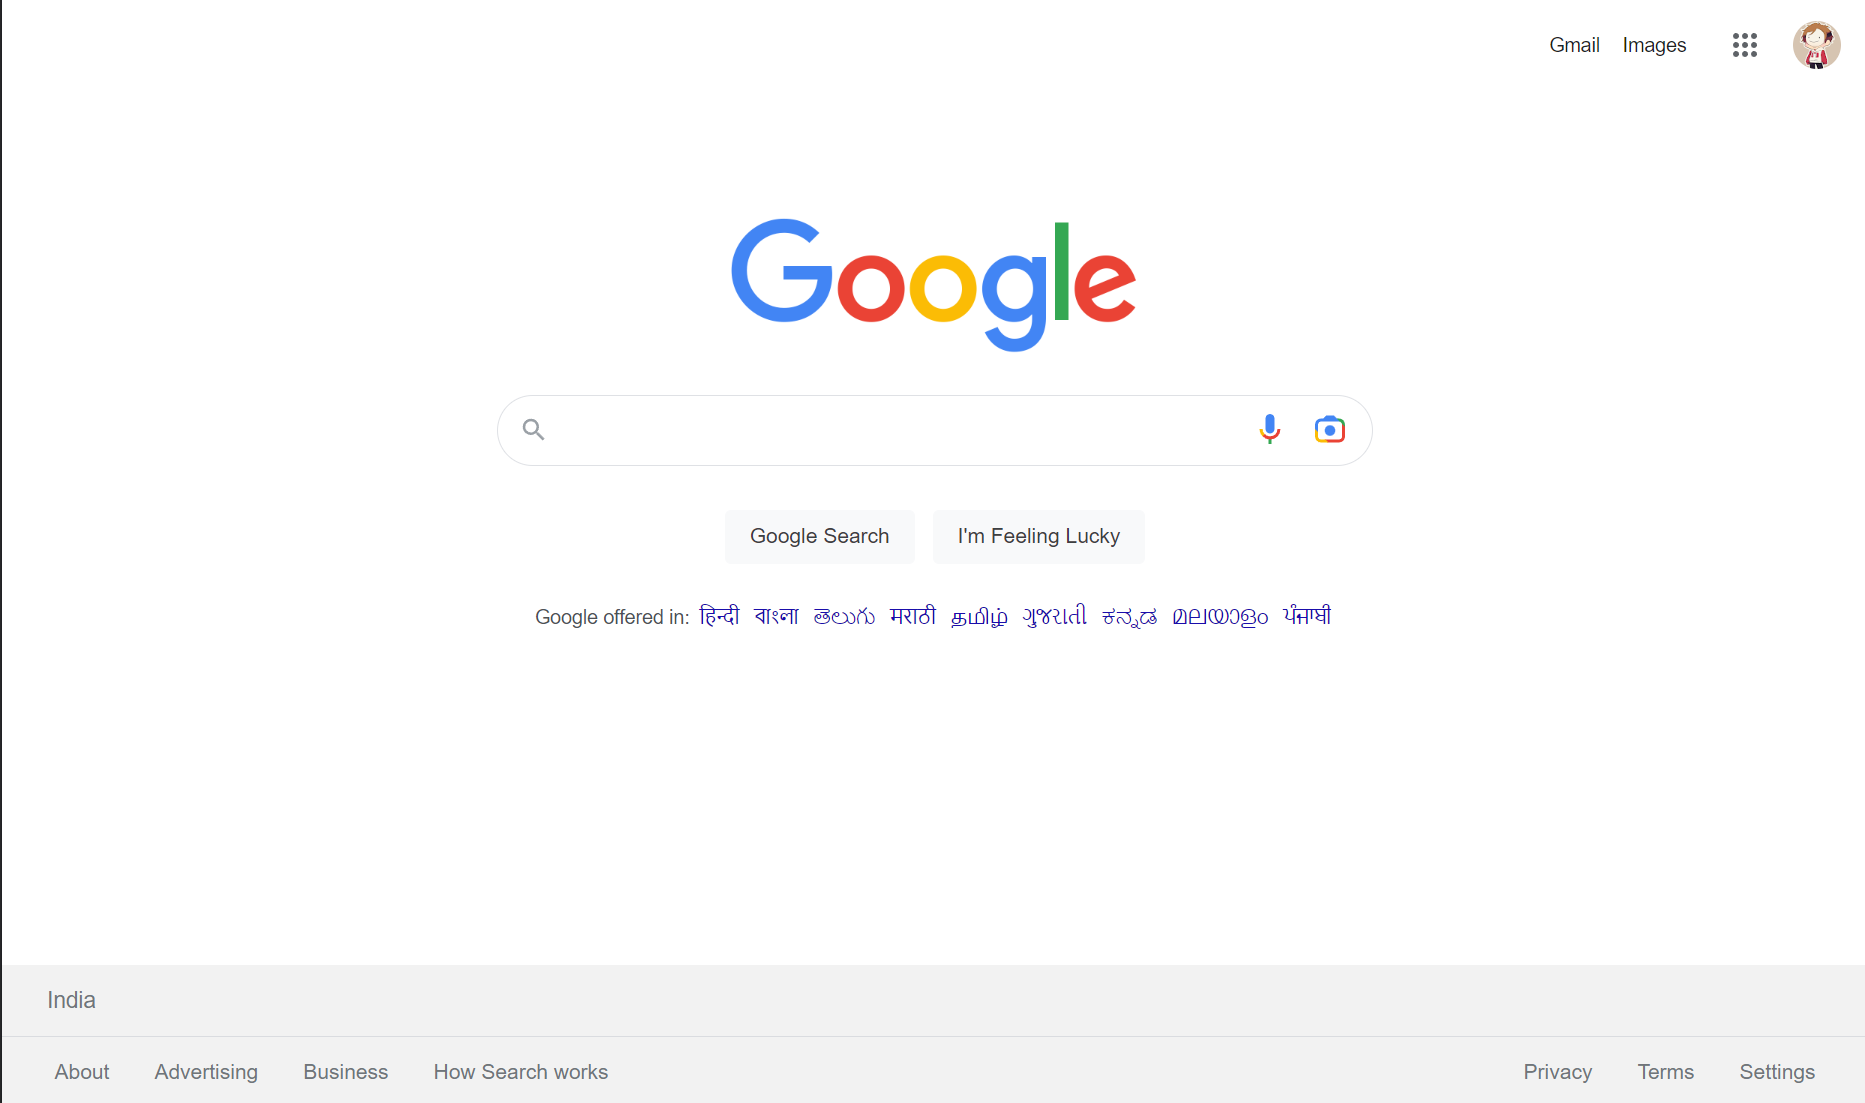 Gmail Images
Google
Google Search I'm Feeling Lucky
Google offered in: हिन्दी বাংলা తెలుగు मराठी தமிழ் ગુજરાતી ಕನ್ನಡ മലയാളം ਪੰਜਾਬੀ
India
About Advertising Business How Search works Privacy Terms Settings